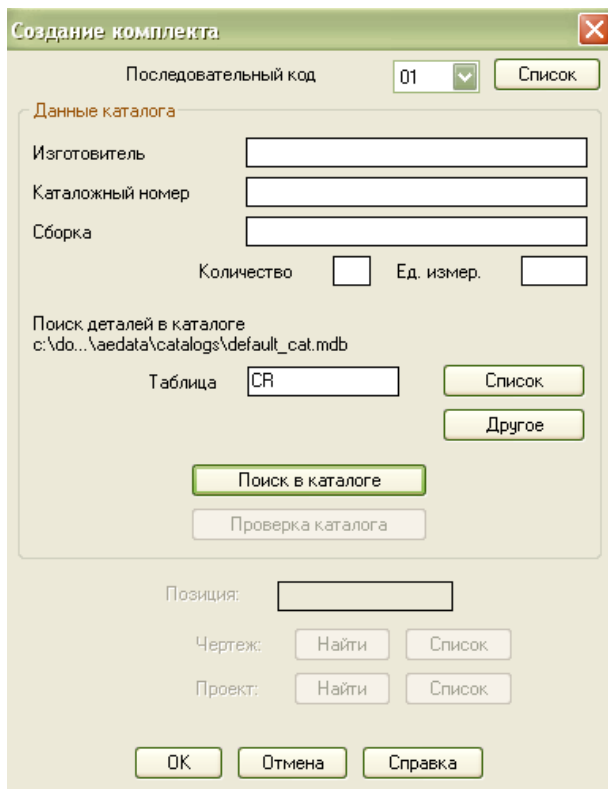 Создание комплекта
Последовательный код 01 Список
Данные каталога
Изготовитель
Каталожный номер
Сборка
Количество Ед. измер.
Поиск деталей в каталоге
c:\do...\aedata\catalogs\default_cat.mdb
Таблица CR Список
Другое
Поиск в каталоге
Проверка каталога
Позиция:
Чертеж: Найти Список
Проект: Найти Список
OK Отмена Справка